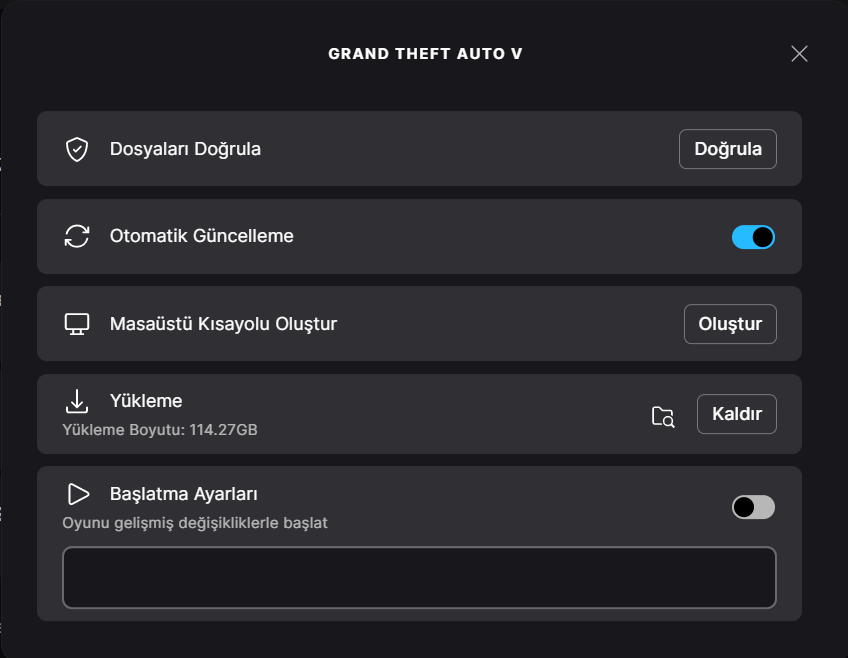 GRAND THEFT AUTO V
Dosyaları Doğrula
Doğrula
Otomatik Güncelleme
Masaüstü Kısayolu Oluştur
Oluştur
Yükleme
Yükleme Boyutu: 114.27GB
Kaldır
Başlatma Ayarları
Oyunu gelişmiş değişikliklerle başlat